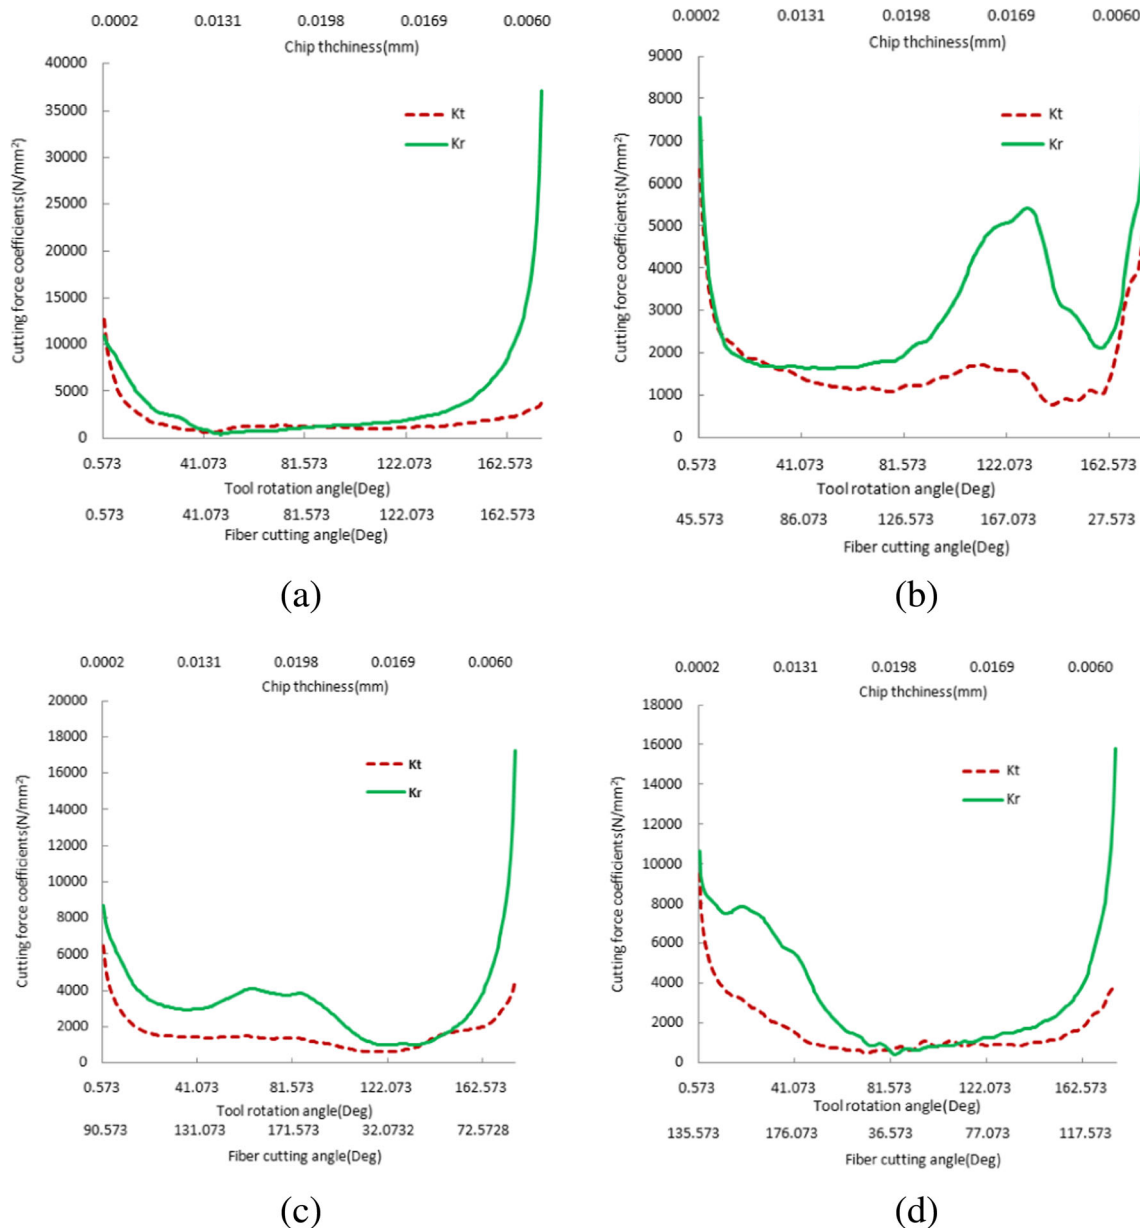 0.0002 0.0131 0.0198 0.0169 0.0060
Chip thchiness(mm)
Cutting force coefficients(N/mm²)
40000
35000
30000
25000
20000
15000
10000
5000
0
Kt
Kr
0.573 41.073 81.573 122.073 162.573
Tool rotation angle(Deg)
0.573 41.073 81.573 122.073 162.573
Fiber cutting angle(Deg)
(a)
0.0002 0.0131 0.0198 0.0169 0.0060
Chip thchiness(mm)
Cutting force coefficients(N/mm²)
9000
8000
7000
6000
5000
4000
3000
2000
1000
0
Kt
Kr
0.573 41.073 81.573 122.073 162.573
Tool rotation angle(Deg)
45.573 86.073 126.573 167.073 27.573
Fiber cutting angle(Deg)
(b)
0.0002 0.0131 0.0198 0.0169 0.0060
Chip thchiness(mm)
Cutting force coefficients(N/mm²)
20000
18000
16000
14000
12000
10000
8000
6000
4000
2000
0
Kt
Kr
0.573 41.073 81.573 122.073 162.573
Tool rotation angle(Deg)
90.573 131.073 171.573 32.0732 72.5728
Fiber cutting angle(Deg)
(c)
0.0002 0.0131 0.0198 0.0169 0.0060
Chip thchiness(mm)
Cutting force coefficients(N/mm²)
18000
16000
14000
12000
10000
8000
6000
4000
2000
0
Kt
Kr
0.573 41.073 81.573 122.073 162.573
Tool rotation angle(Deg)
135.573 176.073 36.573 77.073 117.573
Fiber cutting angle(Deg)
(d)